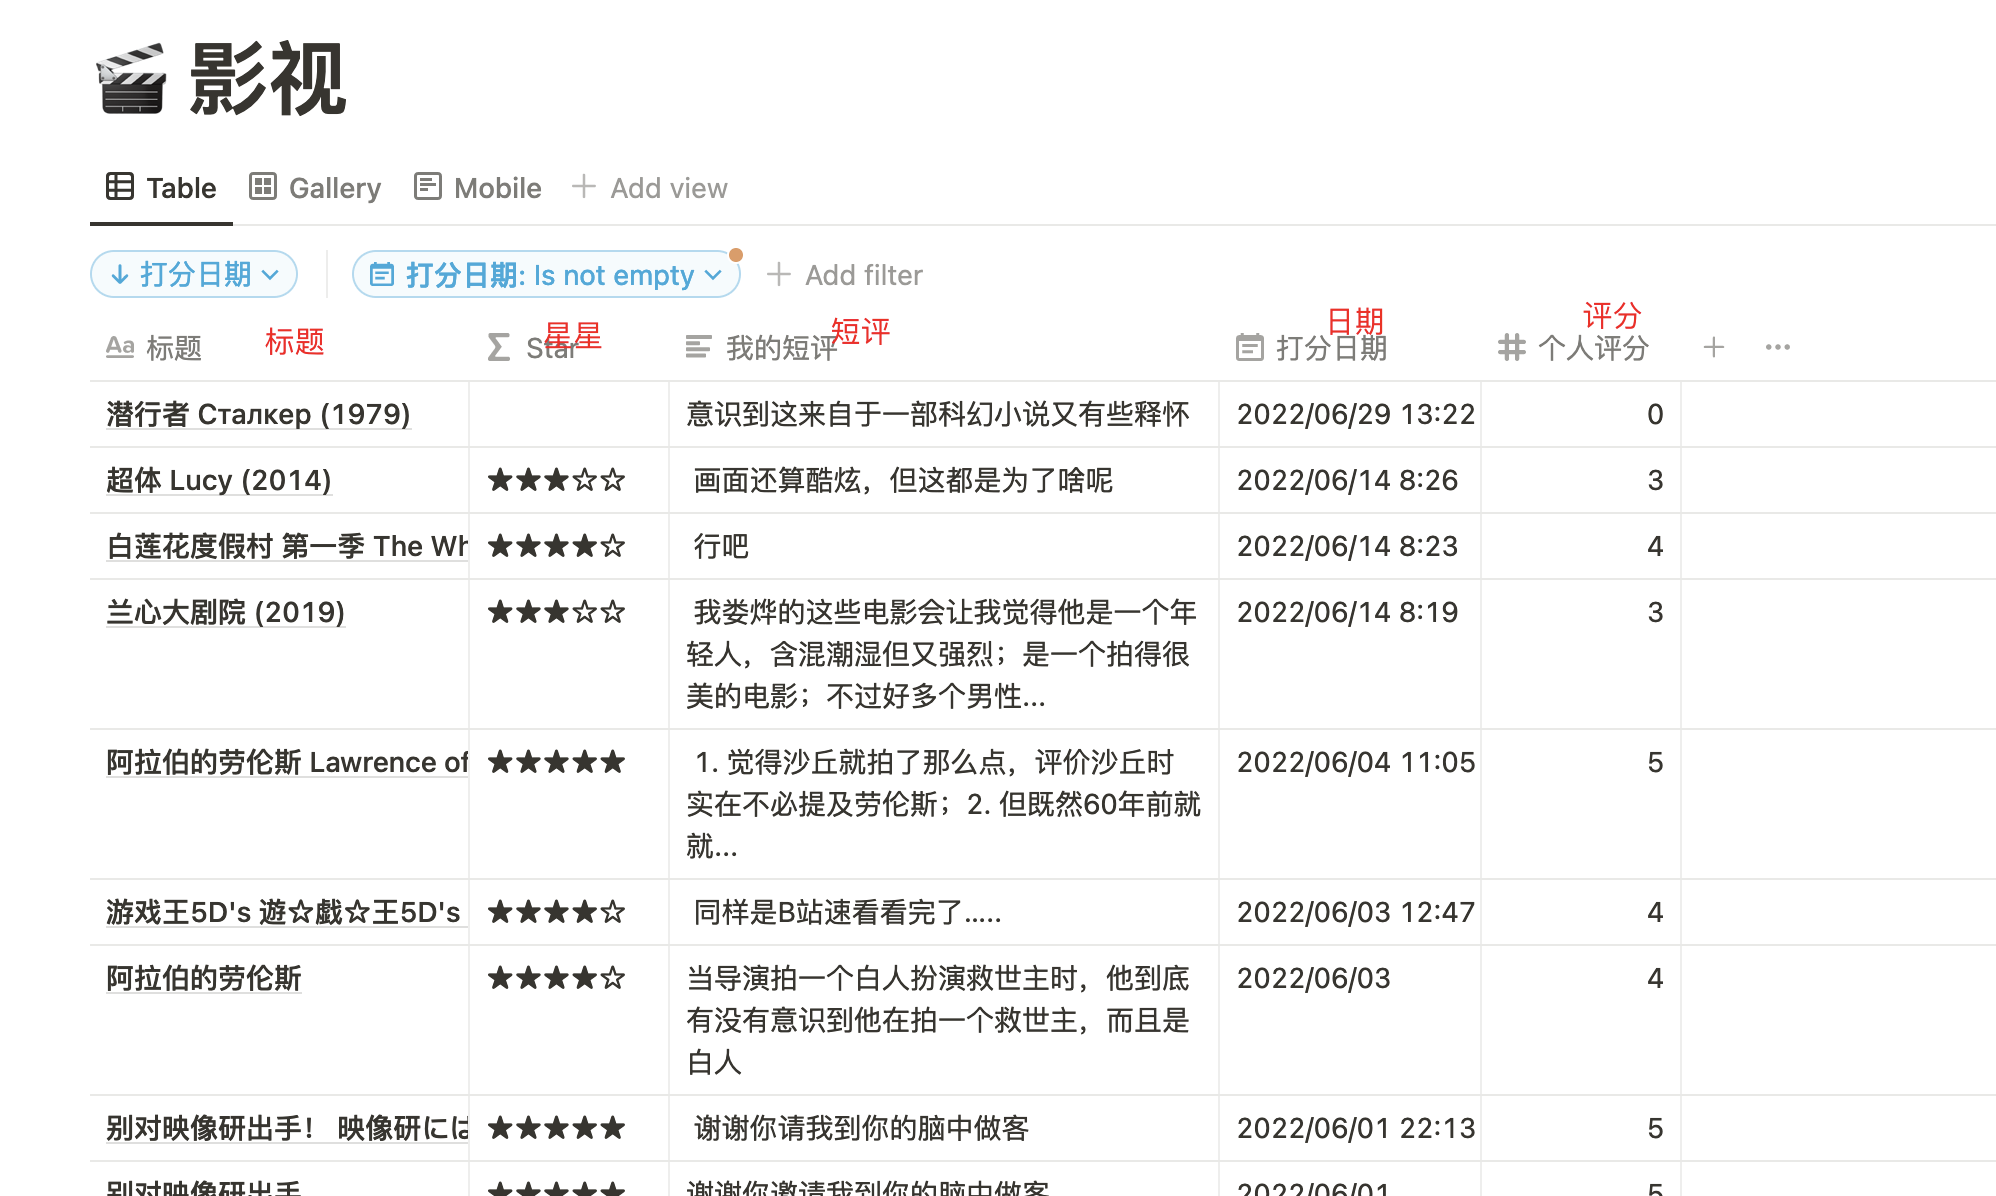 影视
Table Gallery Mobile Add view
打分日期 打分日期: Is not empty Add filter
Aa 标题 标题 Star 星星 我的短评 短评 打分日期 日期 个人评分 评分
潜行者 Сталкер (1979) 意识到这来自于一部科幻小说又有些释怀 2022/06/29 13:22 0
超体 Lucy (2014) ★★★☆☆ 画面还算酷炫，但这都是为了啥呢 2022/06/14 8:26 3
白莲花度假村 第一季 The Wh ★★★★☆ 行吧 2022/06/14 8:23 4
兰心大剧院 (2019) ★★★☆☆ 我娄烨的这些电影会让我觉得他是一个年 2022/06/14 8:19 3
轻人，含混潮湿但又强烈；是一个拍得很
美的电影；不过好多个男性...
阿拉伯的劳伦斯 Lawrence of ★★★★★ 1. 觉得沙丘就拍了那么点，评价沙丘时 2022/06/04 11:05 5
实在不必提及劳伦斯；2. 但既然60年前就
就...
游戏王5D's 遊☆戯☆王5D's ★★★★☆ 同样是B站速看看完了..... 2022/06/03 12:47 4
阿拉伯的劳伦斯 ★★★★☆ 当导演拍一个白人扮演救世主时，他到底 2022/06/03 4
有没有意识到他在拍一个救世主，而且是
白人
别对映像研出手！ 映像研には ★★★★★ 谢谢你请我到你的脑中做客 2022/06/01 22:13 5
别对映像研出手 ★★★★★ 谢谢你邀请我到你的脑中做客 2022/06/01 5